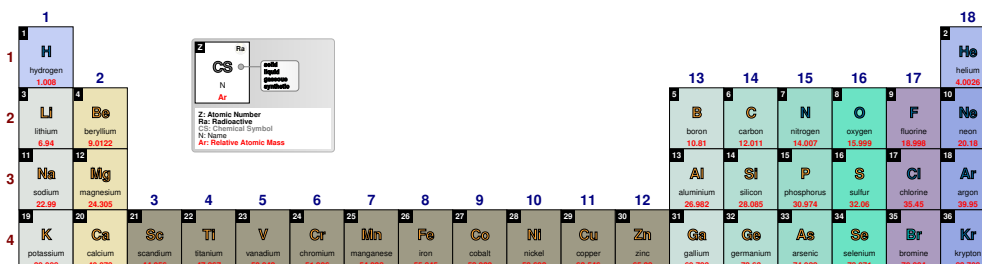 1 18
1 H hydrogen 1.008
2 He helium 4.0026
Z Ra
CS
N
Ar
solid
liquid
gaseous
synthetic
Z: Atomic Number
Ra: Radioactive
CS: Chemical Symbol
N: Name
Ar: Relative Atomic Mass
1
2 13 14 15 16 17
2
3 Li lithium 6.94
4 Be beryllium 9.0122
5 B boron 10.81
6 C carbon 12.011
7 N nitrogen 14.007
8 O oxygen 15.999
9 F fluorine 18.998
10 Ne neon 20.18
3
11 Na sodium 22.99
12 Mg magnesium 24.305
13 Al aluminium 26.982
14 Si silicon 28.085
15 P phosphorus 30.974
16 S sulfur 32.06
17 Cl chlorine 35.45
18 Ar argon 39.95
3 4 5 6 7 8 9 10 11 12
4
19 K potassium
20 Ca calcium
21 Sc scandium
22 Ti titanium
23 V vanadium
24 Cr chromium
25 Mn manganese
26 Fe iron
27 Co cobalt
28 Ni nickel
29 Cu copper
30 Zn zinc
31 Ga gallium
32 Ge germanium
33 As arsenic
34 Se selenium
35 Br bromine
36 Kr krypton